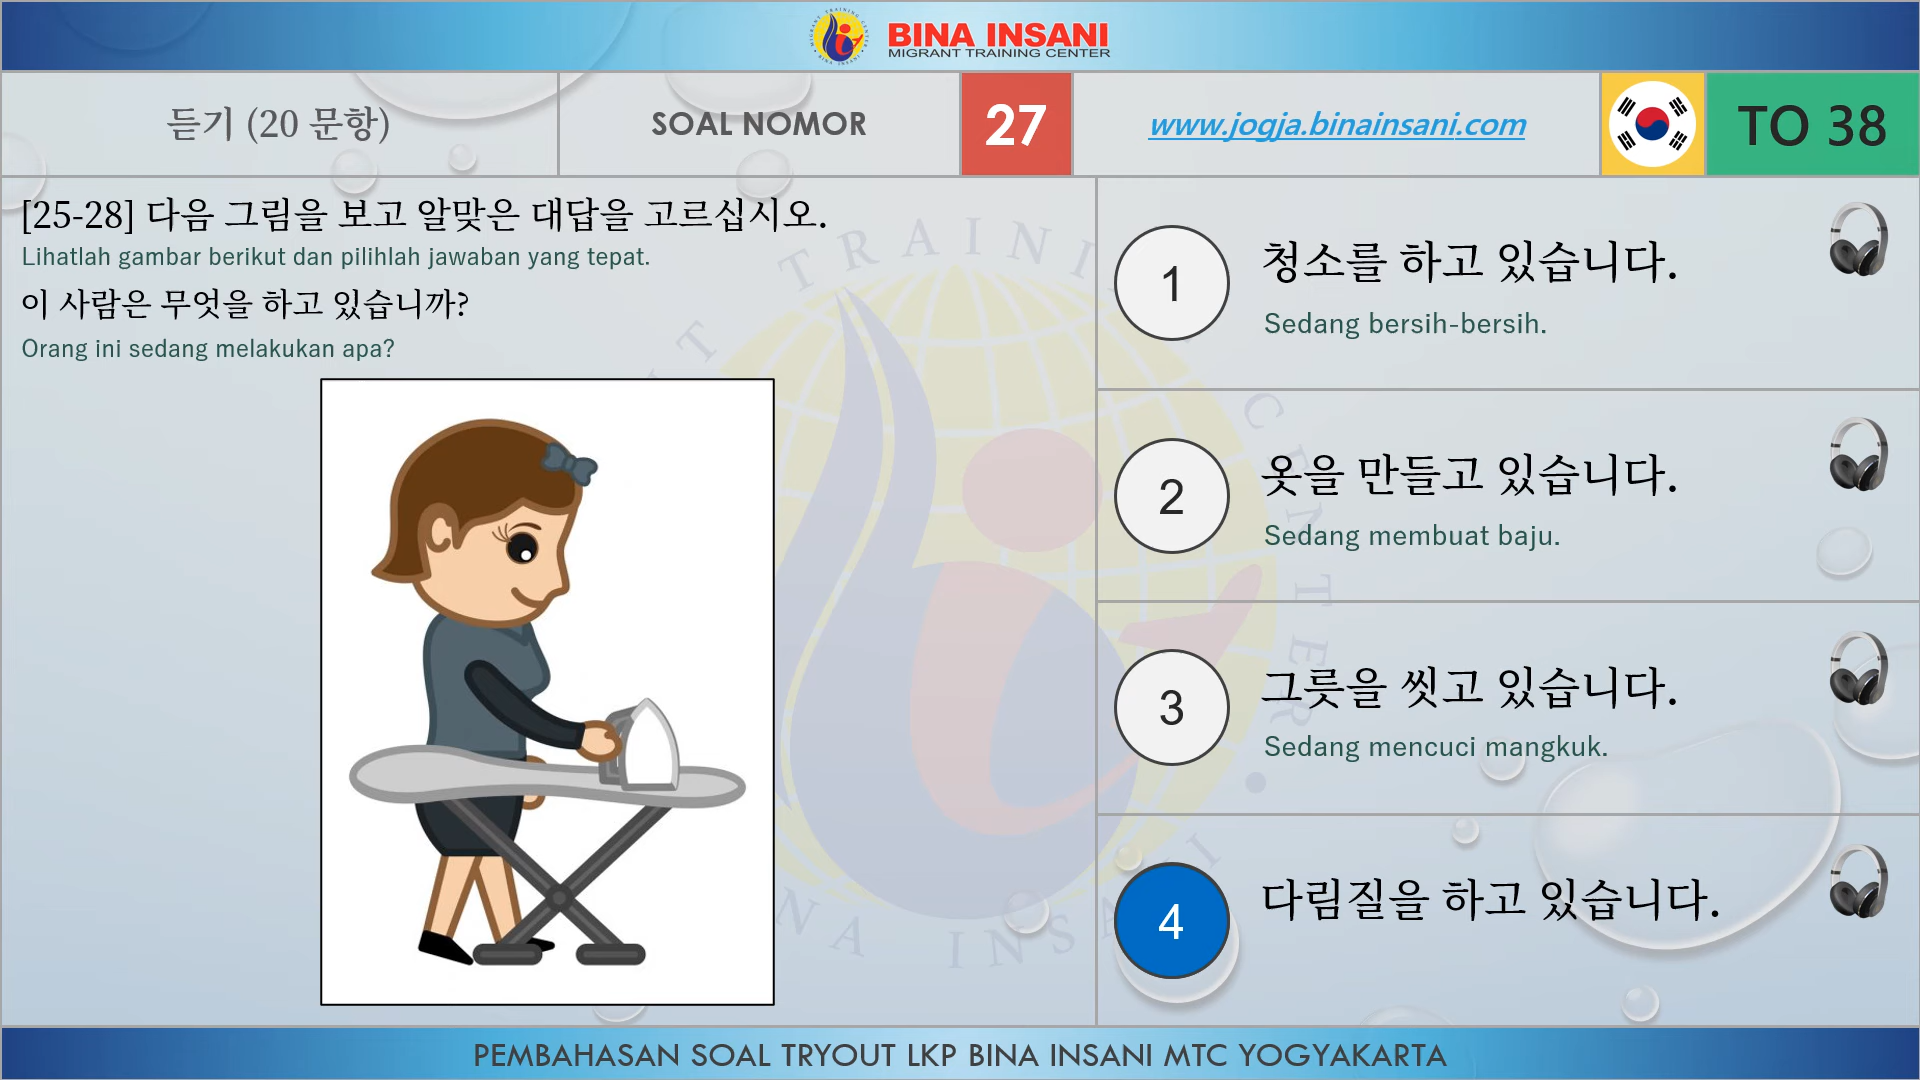 BINA INSANI
MIGRANT TRAINING CENTER
듣기 (20 문항)
SOAL NOMOR
27
www.jogja.binainsani.com
TO 38
[25-28] 다음 그림을 보고 알맞은 대답을 고르십시오.
Lihatlah gambar berikut dan pilihlah jawaban yang tepat.
이 사람은 무엇을 하고 있습니까?
Orang ini sedang melakukan apa?
1
청소를 하고 있습니다.
Sedang bersih-bersih.
2
옷을 만들고 있습니다.
Sedang membuat baju.
3
그릇을 씻고 있습니다.
Sedang mencuci mangkuk.
4
다림질을 하고 있습니다.
PEMBAHASAN SOAL TRYOUT LKP BINA INSANI MTC YOGYAKARTA